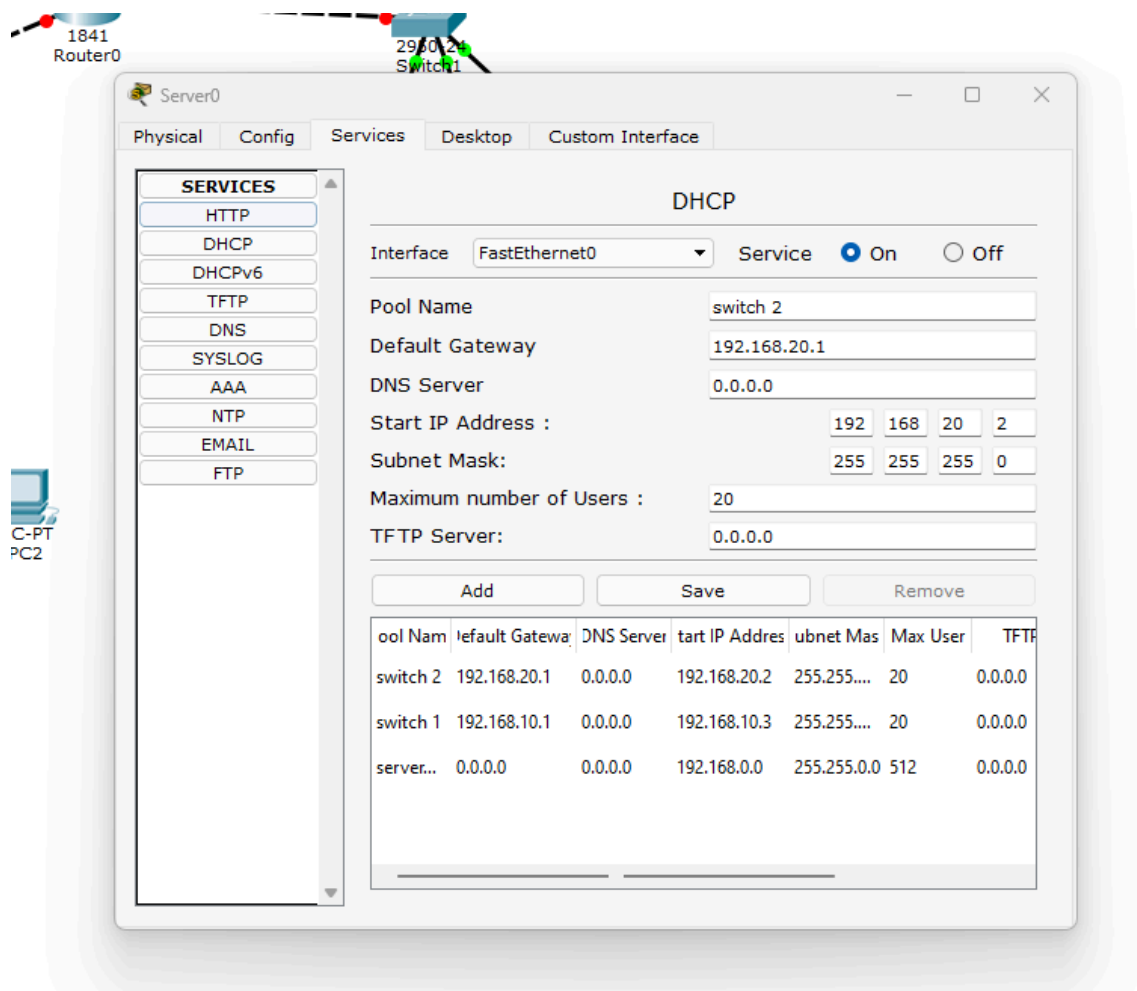 1841
Router0
2950-24
Switch1
Server0
Physical Config Services Desktop Custom Interface
SERVICES
HTTP
DHCP
DHCPv6
TFTP
DNS
SYSLOG
AAA
NTP
EMAIL
FTP
DHCP
Interface FastEthernet0 Service On Off
Pool Name switch 2
Default Gateway 192.168.20.1
DNS Server 0.0.0.0
Start IP Address : 192 168 20 2
Subnet Mask: 255 255 255 0
Maximum number of Users : 20
TFTP Server: 0.0.0.0
Add Save Remove
ool Nam efault Gateway DNS Server tart IP Addres ubnet Mas Max User TFTP
switch 2 192.168.20.1 0.0.0.0 192.168.20.2 255.255.... 20 0.0.0.0
switch 1 192.168.10.1 0.0.0.0 192.168.10.3 255.255.... 20 0.0.0.0
server... 0.0.0.0 0.0.0.0 192.168.0.0 255.255.0.0 512 0.0.0.0
C-PT
PC2